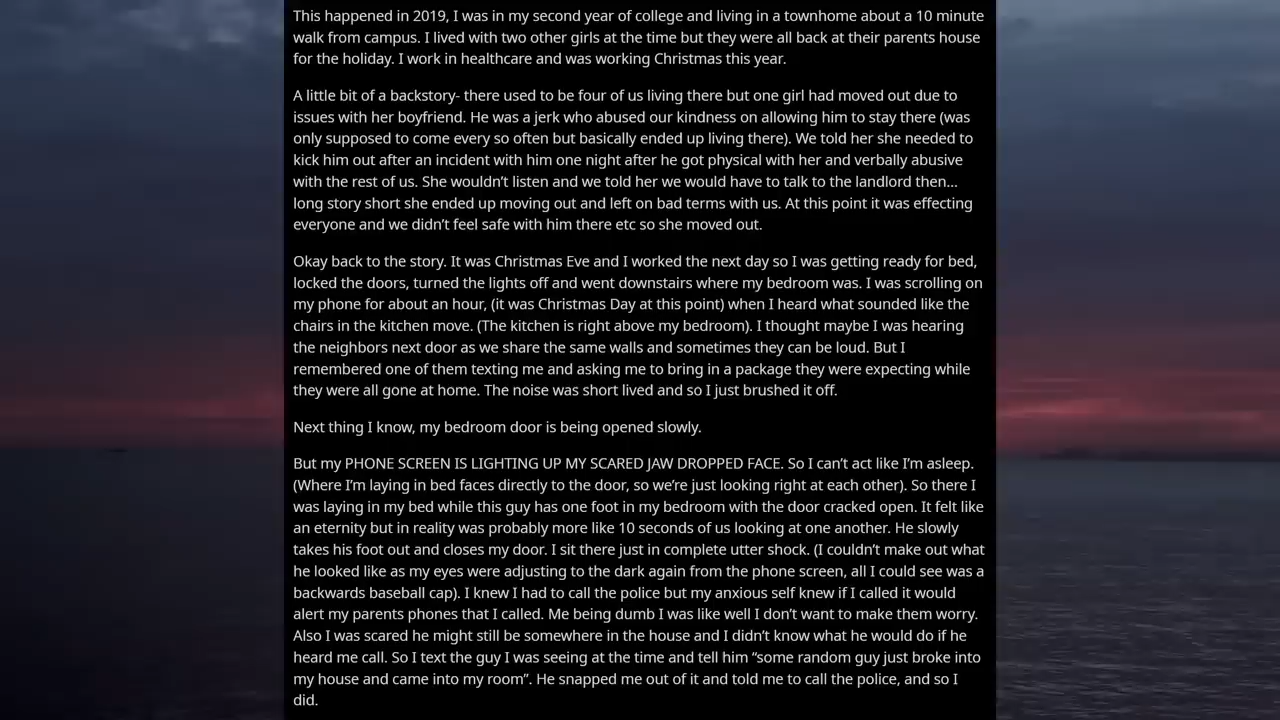 This happened in 2019, I was in my second year of college and living in a townhome about a 10 minute
walk from campus. I lived with two other girls at the time but they were all back at their parents house
for the holiday. I work in healthcare and was working Christmas this year.
A little bit of a backstory- there used to be four of us living there but one girl had moved out due to
issues with her boyfriend. He was a jerk who abused our kindness on allowing him to stay there (was
only supposed to come every so often but basically ended up living there). We told her she needed to
kick him out after an incident with him one night after he got physical with her and verbally abusive
with the rest of us. She wouldn’t listen and we told her we would have to talk to the landlord then...
long story short she ended up moving out and left on bad terms with us. At this point it was effecting
everyone and we didn’t feel safe with him there etc so she moved out.
Okay back to the story. It was Christmas Eve and I worked the next day so I was getting ready for bed,
locked the doors, turned the lights off and went downstairs where my bedroom was. I was scrolling on
my phone for about an hour, (it was Christmas Day at this point) when I heard what sounded like the
chairs in the kitchen move. (The kitchen is right above my bedroom). I thought maybe I was hearing
the neighbors next door as we share the same walls and sometimes they can be loud. But I
remembered one of them texting me and asking me to bring in a package they were expecting while
they were all gone at home. The noise was short lived and so I just brushed it off.
Next thing I know, my bedroom door is being opened slowly.
But my PHONE SCREEN IS LIGHTING UP MY SCARED JAW DROPPED FACE. So I can’t act like I’m asleep.
(Where I’m laying in bed faces directly to the door, so we’re just looking right at each other). So there I
was laying in my bed while this guy has one foot in my bedroom with the door cracked open. It felt like
an eternity but in reality was probably more like 10 seconds of us looking at one another. He slowly
takes his foot out and closes my door. I sit there just in complete utter shock. (I couldn’t make out what
he looked like as my eyes were adjusting to the dark again from the phone screen, all I could see was a
backwards baseball cap). I knew I had to call the police but my anxious self knew if I called it would
alert my parents phones that I called. Me being dumb I was like well I don’t want to make them worry.
Also I was scared he might still be somewhere in the house and I didn’t know what he would do if he
heard me call. So I text the guy I was seeing at the time and tell him “some random guy just broke into
my house and came into my room”. He snapped me out of it and told me to call the police, and so I
did.